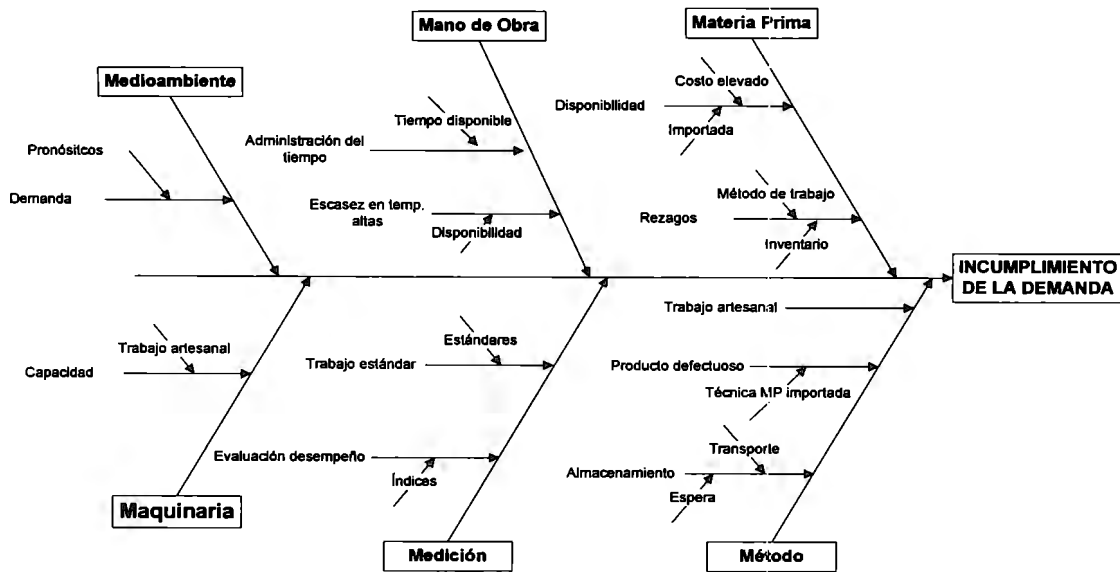 Mano de Obra
Materia Prima
Medioambiente
Costo elevado
Disponibilidad
Importada
Tiempo disponible
Administración del
tiempo
Pronósitcos
Demanda
Escasez en temp.
altas
Disponibilidad
Método de trabajo
Rezagos
Inventario
INCUMPLIMIENTO
DE LA DEMANDA
Trabajo artesanal
Trabajo artesanal
Capacidad
Estándares
Trabajo estándar
Producto defectuoso
Técnica MP importada
Evaluación desempeño
Índices
Transporte
Almacenamiento
Espera
Maquinaria
Medición
Método